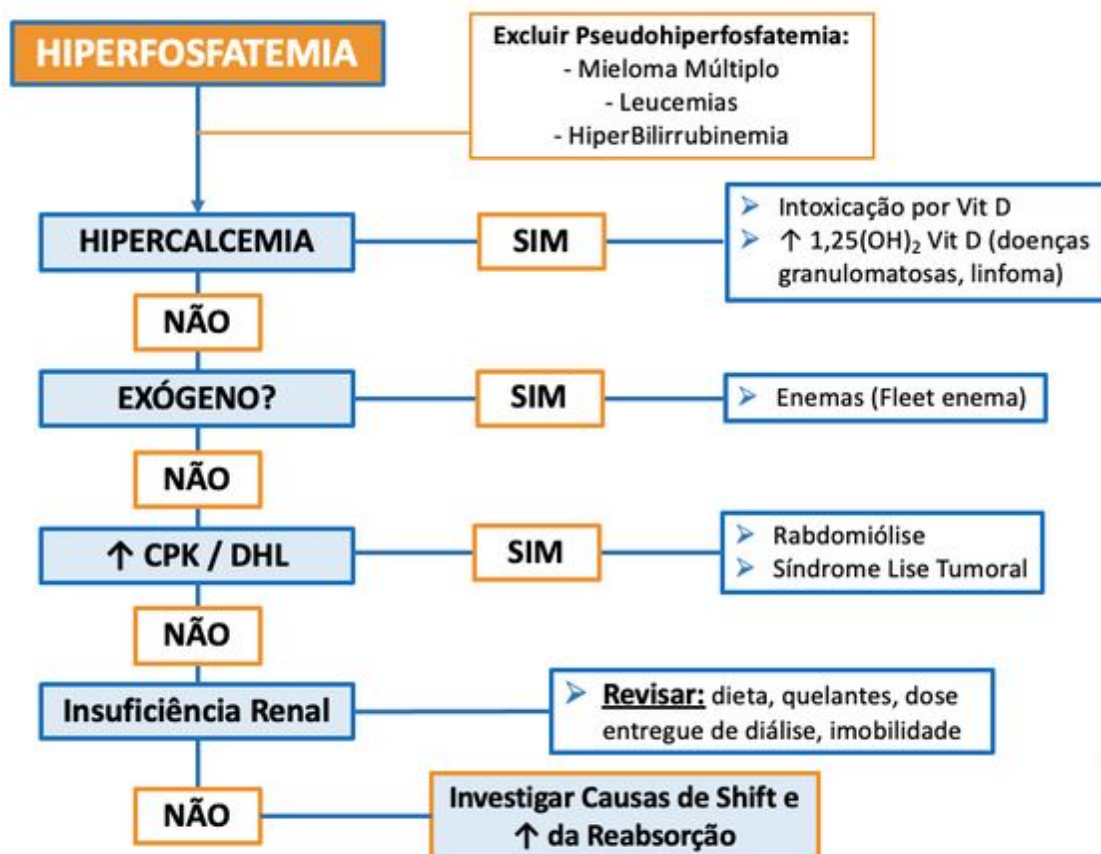 HIPERFOSFATEMIA
Excluir Pseudohiperfosfatemia:
- Mieloma Múltiplo
- Leucemias
- HiperBilirrubinemia
HIPERCALCEMIA
SIM
➢ Intoxicação por Vit D
➢ ↑ 1,25(OH)₂ Vit D (doenças
granulomatosas, linfoma)
NÃO
EXÓGENO?
SIM
➢ Enemas (Fleet enema)
NÃO
↑ CPK / DHL
SIM
➢ Rabdomiólise
➢ Síndrome Lise Tumoral
NÃO
Insuficiência Renal
➢ Revisar: dieta, quelantes, dose
entregue de diálise, imobilidade
NÃO
Investigar Causas de Shift e
↑ da Reabsorção